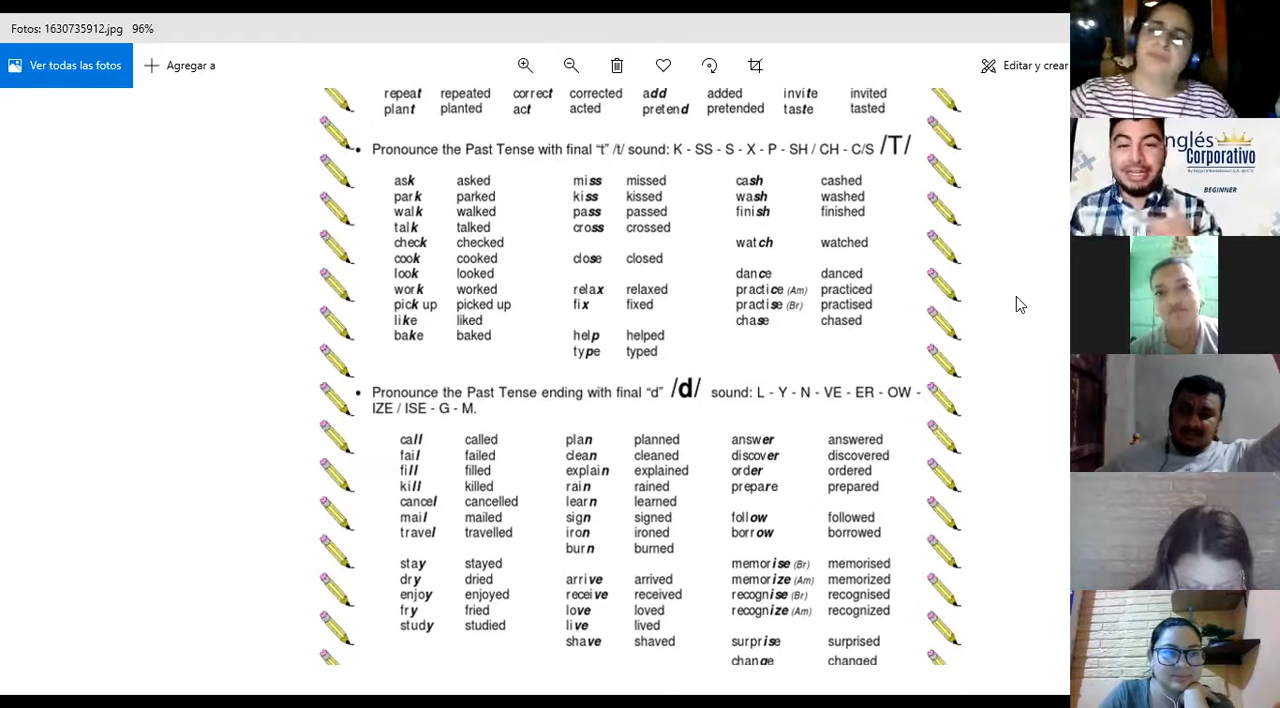 Fotos: 1630735912.jpg 96%
Ver todas las fotos
Agregar a
Editar y crear
repeat repeated correct corrected add added invite invited
plant planted act acted pretend pretended taste tasted
• Pronounce the Past Tense with final “t” /t/ sound: K - SS - S - X - P - SH / CH - C/S /T/
ask asked miss missed cash cashed
park parked kiss kissed wash washed
walk walked pass passed finish finished
talk talked cross crossed
check checked watch watched
cook cooked close closed
look looked dance danced
work worked relax relaxed practice (Am) practiced
pick up picked up fix fixed practise (Br) practised
like liked chase chased
bake baked help helped
type typed
• Pronounce the Past Tense ending with final “d” /d/ sound: L - Y - N - VE - ER - OW -
IZE / ISE - G - M.
call called plan planned answer answered
fail failed clean cleaned discover discovered
fill filled explain explained order ordered
kill killed rain rained prepare prepared
cancel cancelled learn learned
mail mailed sign signed follow followed
travel travelled iron ironed borrow borrowed
burn burned
stay stayed memorise (Br) memorised
dry dried arrive arrived memorize (Am) memorized
enjoy enjoyed receive received recognise (Br) recognised
fry fried love loved recognize (Am) recognized
study studied live lived
shave shaved surprise surprised
change changed
Inglés
Corporativo
BEGINNER